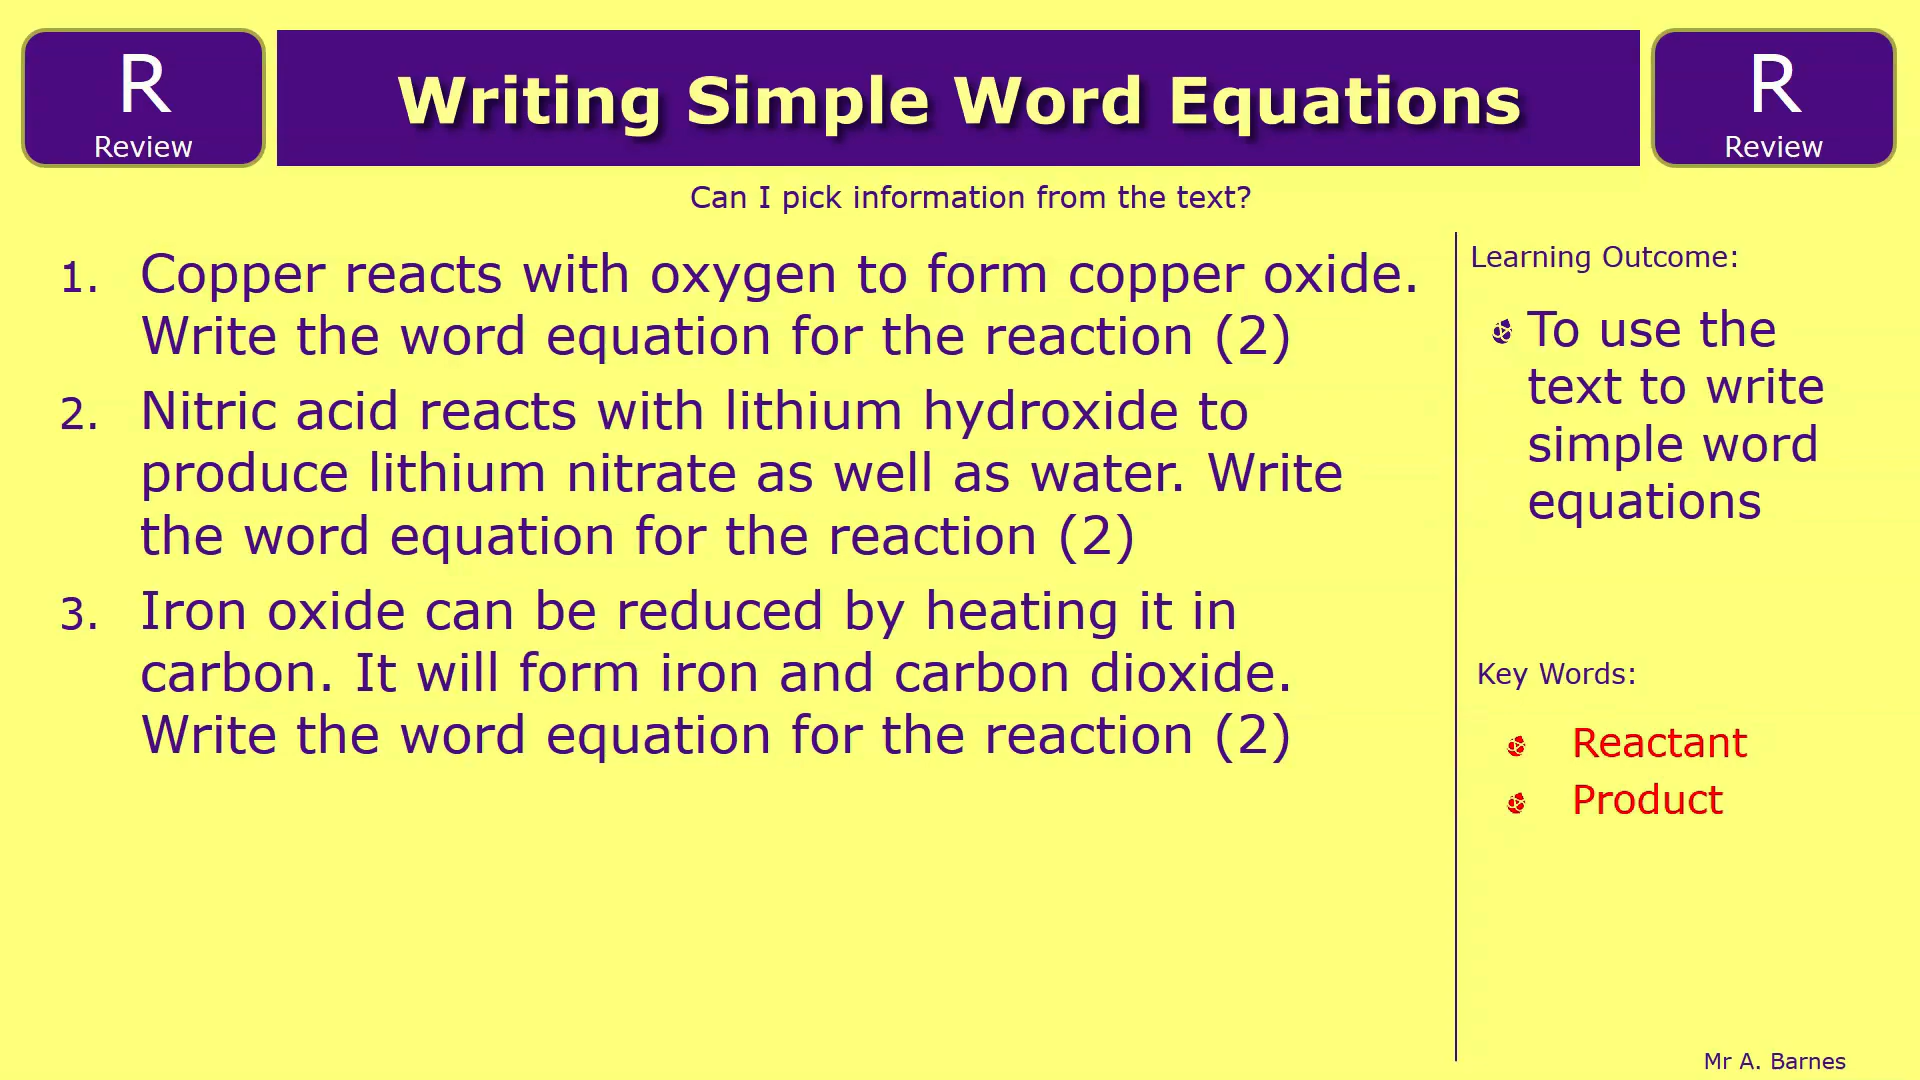 R
Review
Writing Simple Word Equations
R
Review
Can I pick information from the text?
1. Copper reacts with oxygen to form copper oxide.
Write the word equation for the reaction (2)
2. Nitric acid reacts with lithium hydroxide to
produce lithium nitrate as well as water. Write
the word equation for the reaction (2)
3. Iron oxide can be reduced by heating it in
carbon. It will form iron and carbon dioxide.
Write the word equation for the reaction (2)
Learning Outcome:
To use the
text to write
simple word
equations
Key Words:
Reactant
Product
Mr A. Barnes